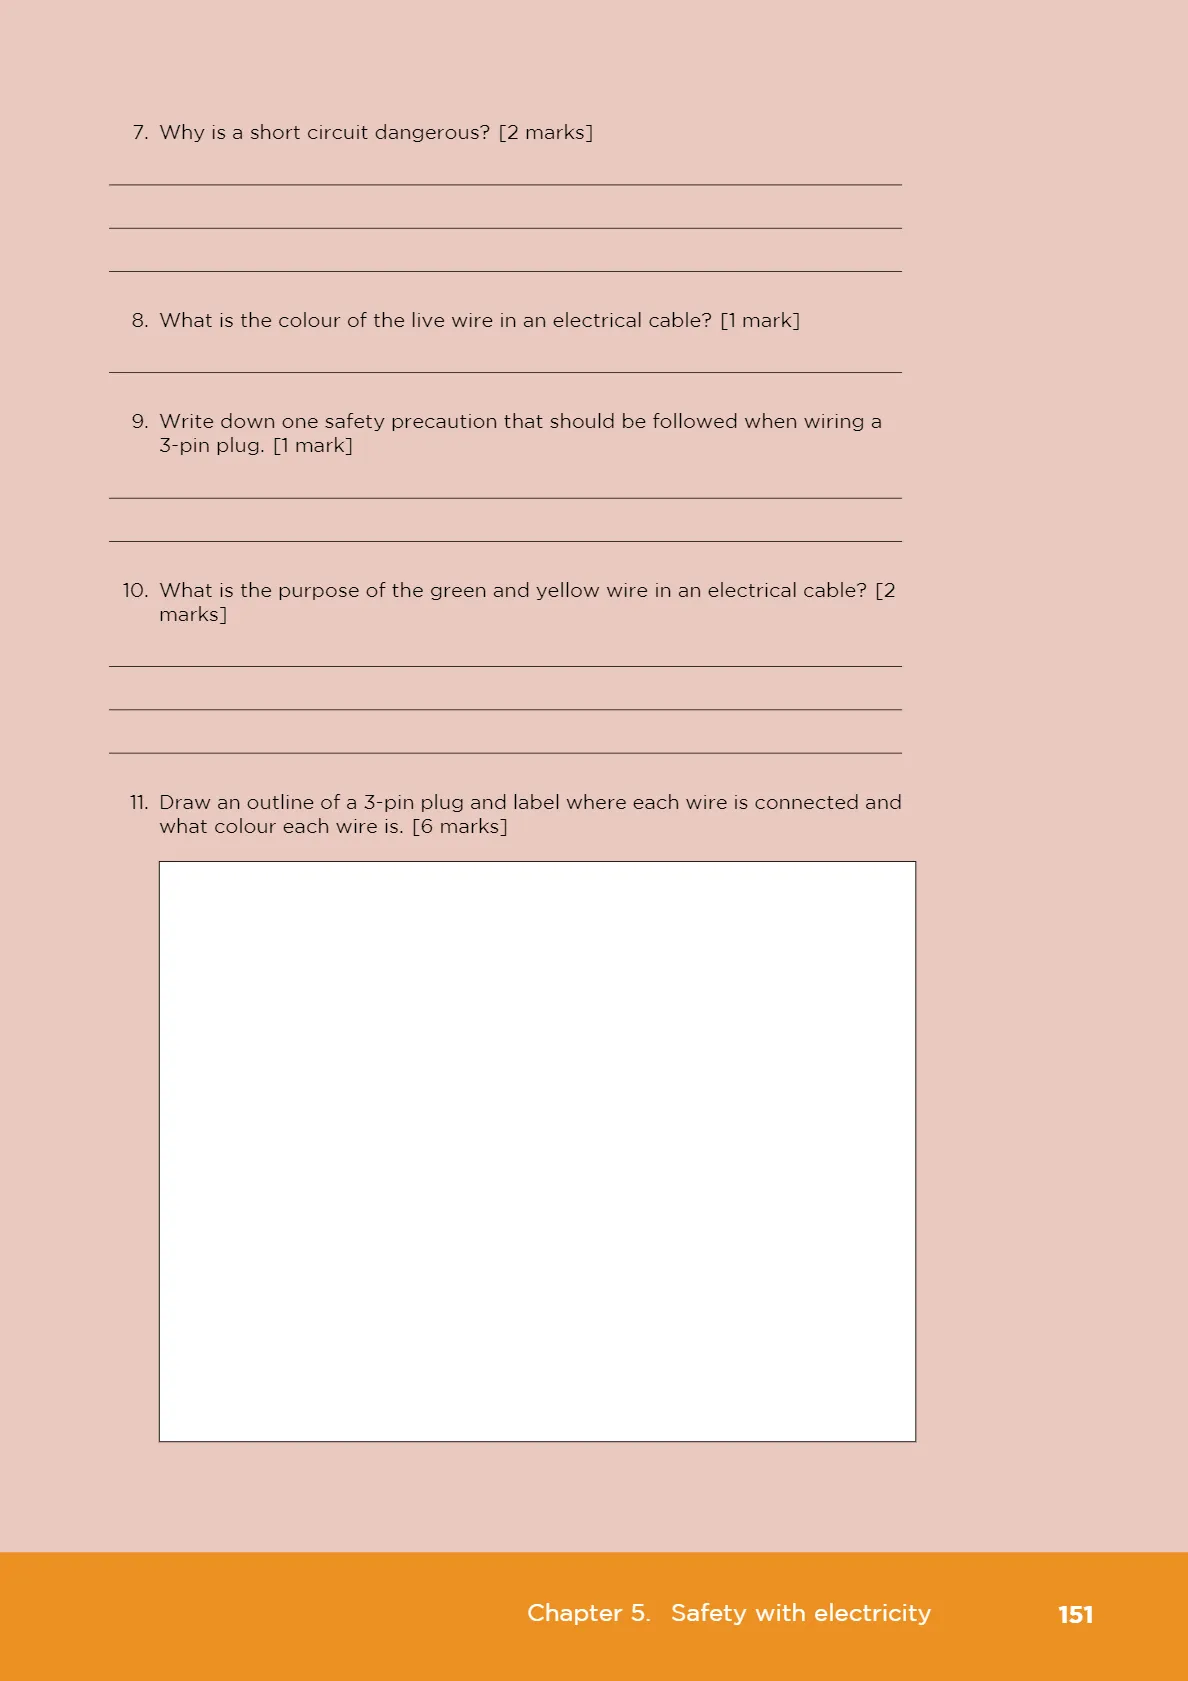 7. Why is a short circuit dangerous? [2 marks]
8. What is the colour of the live wire in an electrical cable? [1 mark]
9. Write down one safety precaution that should be followed when wiring a
3-pin plug. [1 mark]
10. What is the purpose of the green and yellow wire in an electrical cable? [2
marks]
11. Draw an outline of a 3-pin plug and label where each wire is connected and
what colour each wire is. [6 marks]
Chapter 5. Safety with electricity 151